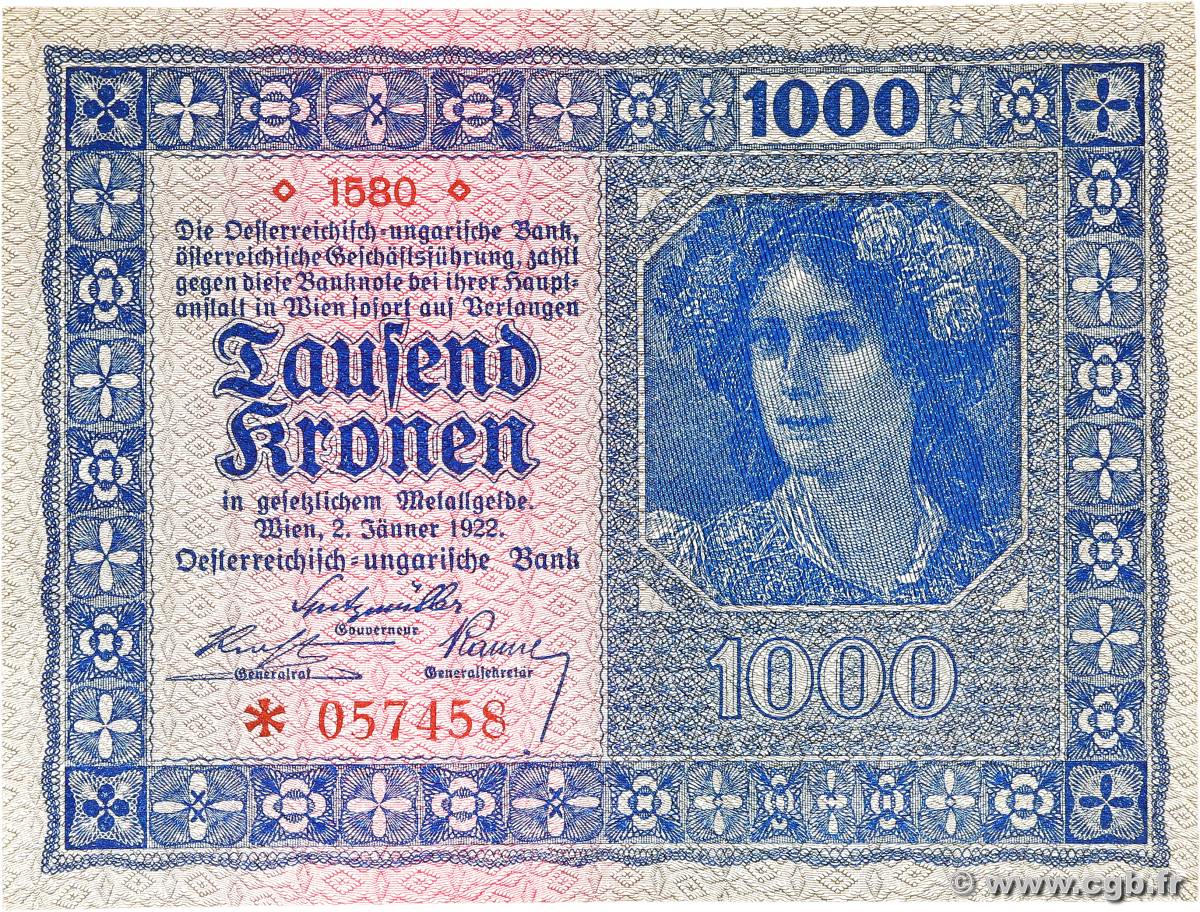 1000
◇ 1580 ◇
Die Oesterreichisch-ungarische Bank,
österreichische Geschäftsführung, zahlt
gegen diese Banknote bei ihrer Haupt-
anstalt in Wien sofort auf Verlangen
Tausend
Kronen
in gesetzlichem Metallgelde.
Wien, 2. Jänner 1922.
Oesterreichisch-ungarische Bank
Spitzmüller
Gouverneur
Generalrat
Generalsekretär
* 057458
1000
© www.cgb.fr